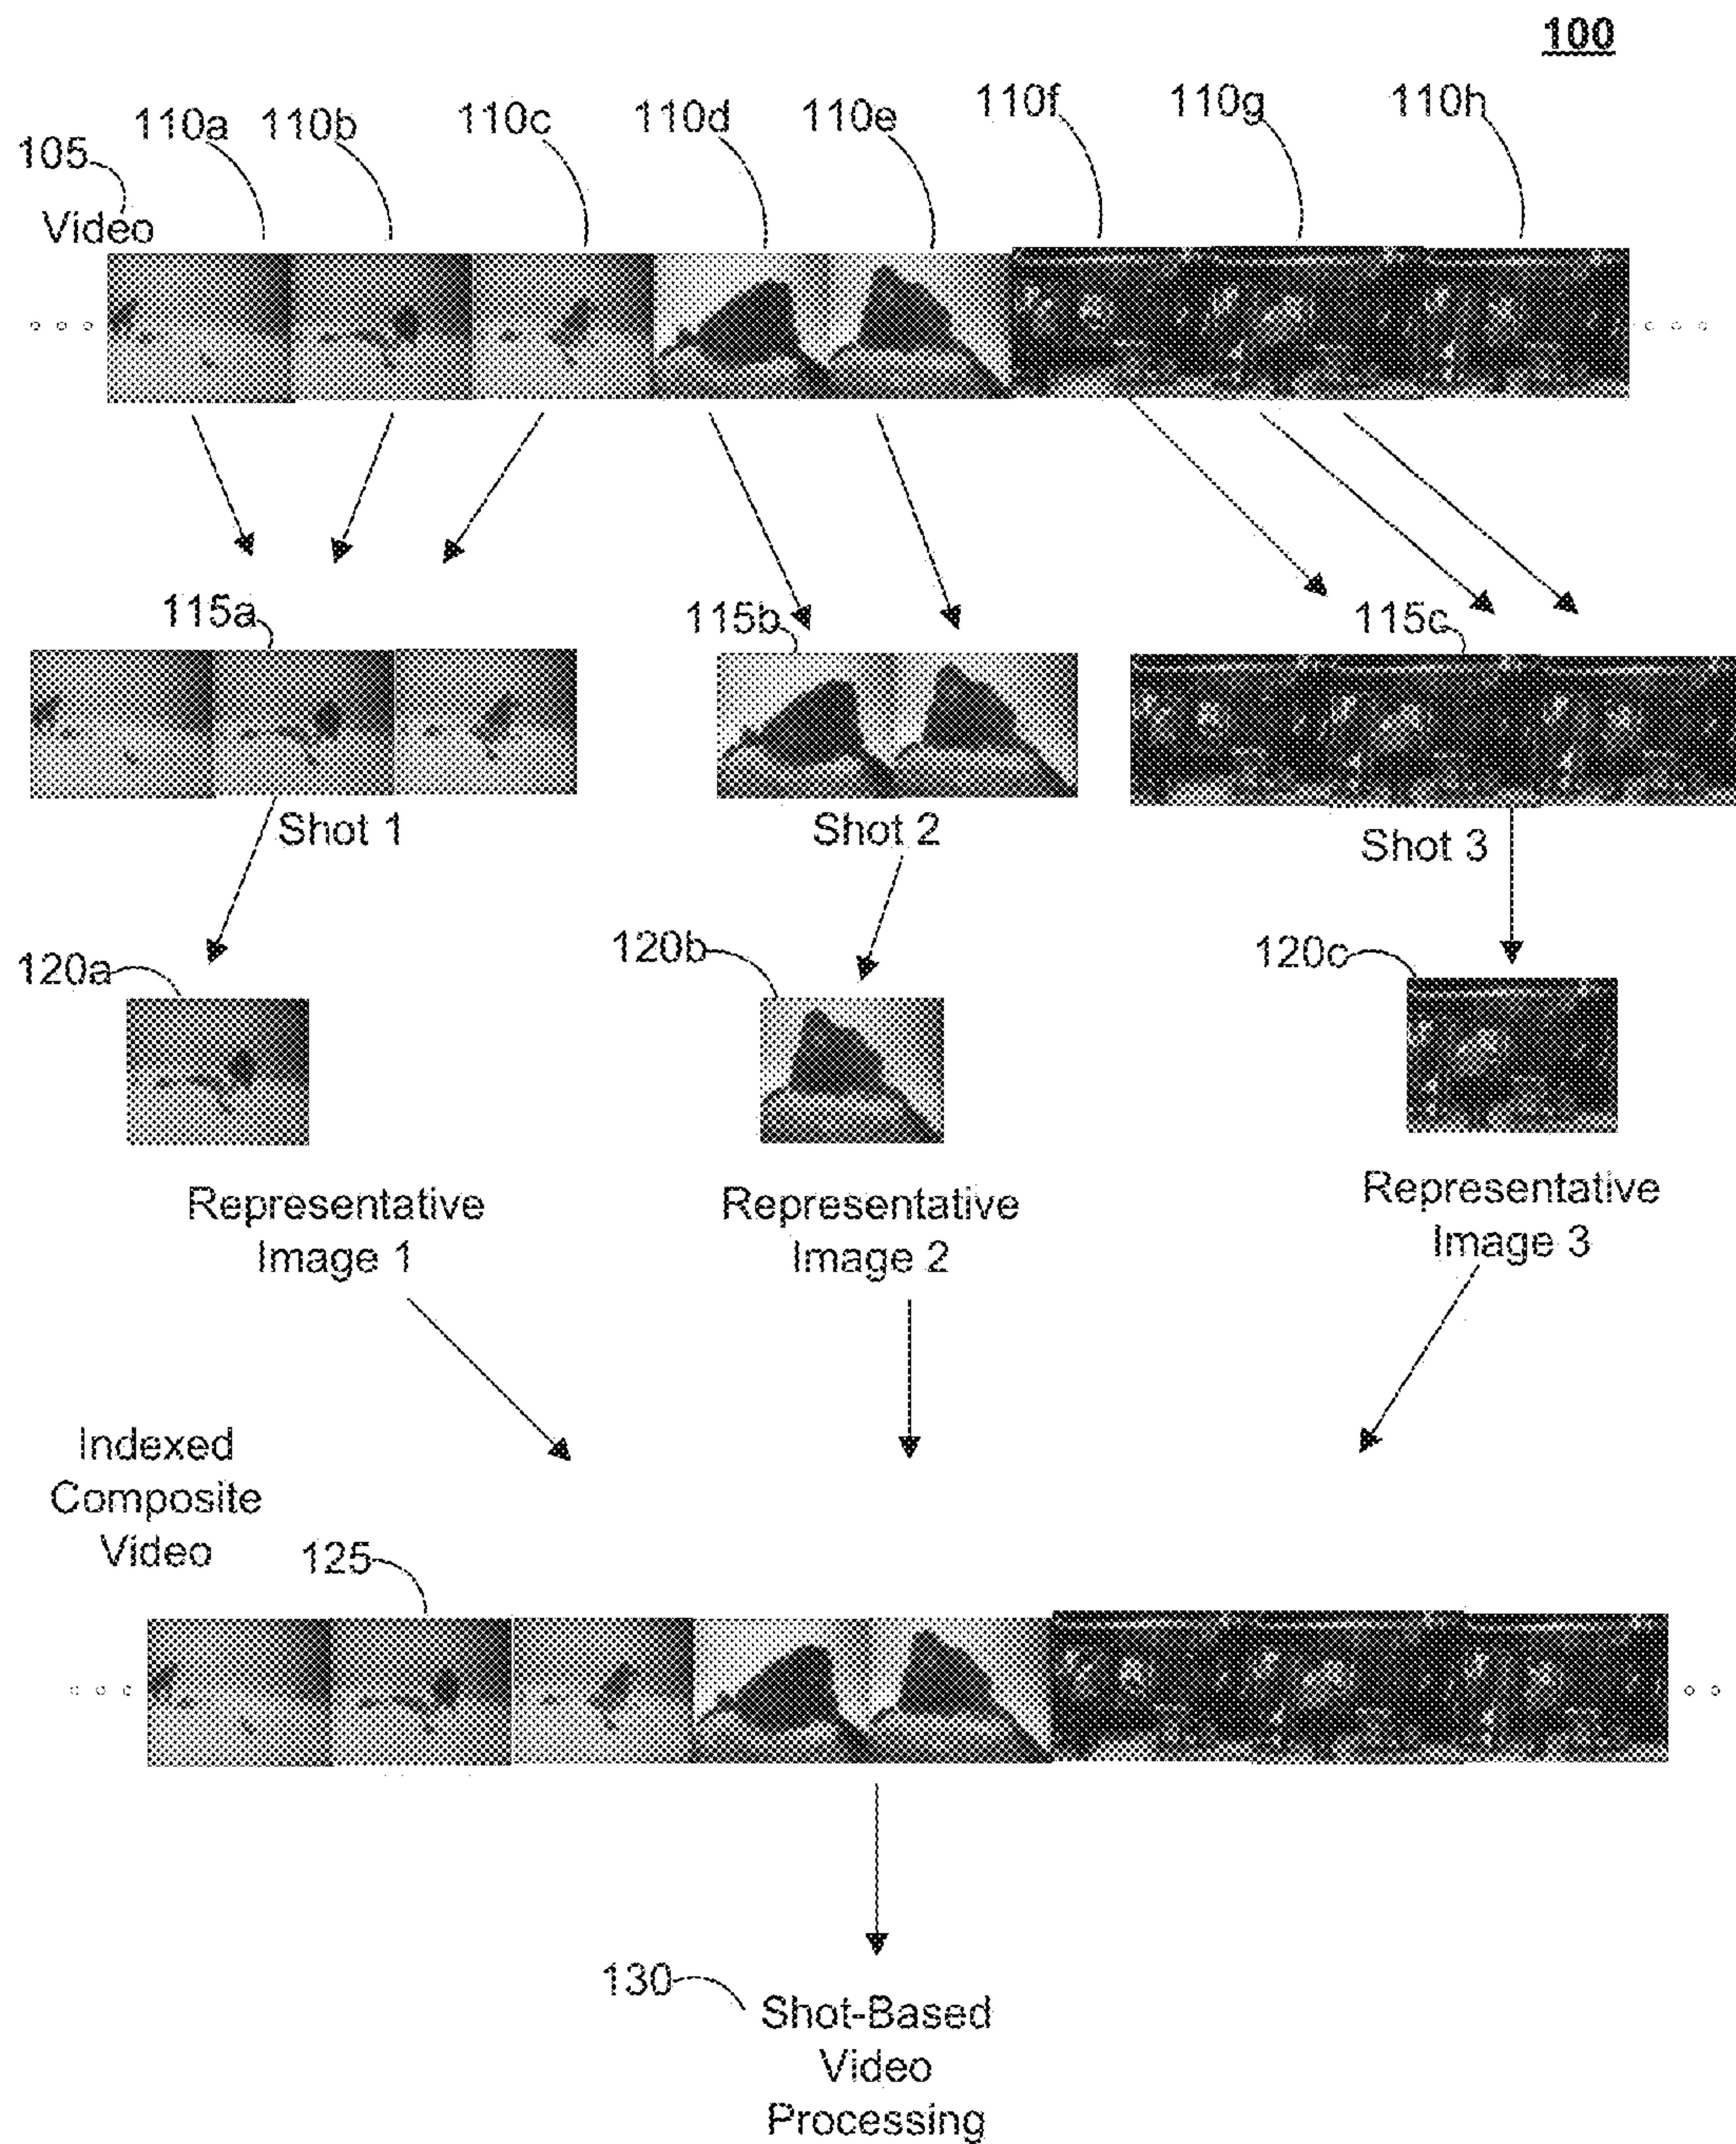 100
110a 110b 110c 110d 110e 110f 110g 110h
105
Video
115a 115b 115c
Shot 1 Shot 2 Shot 3
120a 120b 120c
Representative
Image 1
Representative
Image 2
Representative
Image 3
Indexed
Composite
Video
125
130
Shot-Based
Video
Processing